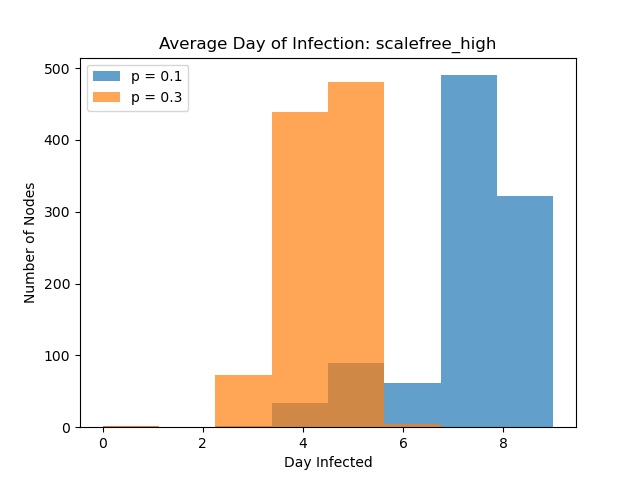 Average Day of Infection: scalefree_high
p = 0.1
p = 0.3
500
400
300
200
100
0
Number of Nodes
0 2 4 6 8
Day Infected